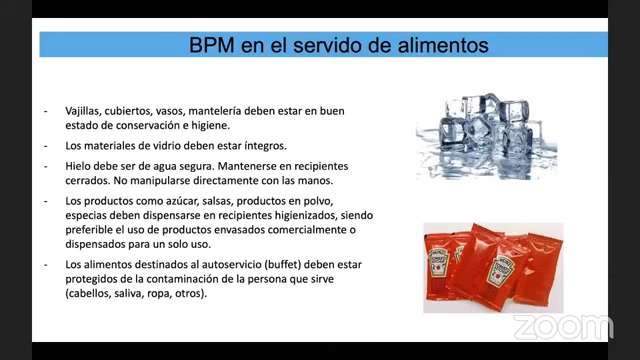 BPM en el servido de alimentos
- Vajillas, cubiertos, vasos, mantelería deben estar en buen
estado de conservación e higiene.
- Los materiales de vidrio deben estar íntegros.
- Hielo debe ser de agua segura. Mantenerse en recipientes
cerrados. No manipularse directamente con las manos.
- Los productos como azúcar, salsas, productos en polvo,
especias deben dispensarse en recipientes higienizados, siendo
preferible el uso de productos envasados comercialmente o
dispensados para un solo uso.
- Los alimentos destinados al autoservicio (buffet) deben estar
protegidos de la contaminación de la persona que sirve
(cabellos, saliva, ropa, otros).
HEINZ
HEINZ
zoom